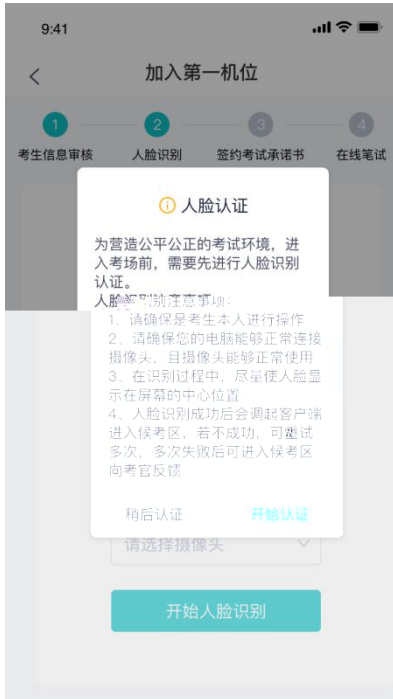 9:41
加入第一机位
1
2
3
4
考生信息审核
人脸识别
签约考试承诺书
在线笔试
人脸认证
为营造公平公正的考试环境，进
入考场前，需要先进行人脸识别
认证。
人脸识别注意事项：
1、请确保是考生本人进行操作
2、请确保您的电脑能够正常连接
摄像头，且摄像头能够正常使用
3、在识别过程中，尽量使人脸显
示在屏幕的中心位置
4、人脸识别成功后会调起客户端
进入候考区，若不成功，可重试
多次，多次失败后可进入候考区
向考官反馈
稍后认证
开始认证
请选择摄像头
开始人脸识别